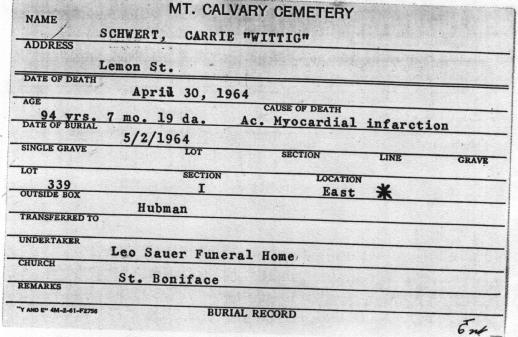 MT. CALVARY CEMETERY
NAME
SCHWERT, CARRIE "WITTIG"
ADDRESS
Lemon St.
DATE OF DEATH
April 30, 1964
AGE CAUSE OF DEATH
94 yrs. 7 mo. 19 da. Ac. Myocardial infarction
DATE OF BURIAL
5/2/1964
SINGLE GRAVE LOT SECTION LINE GRAVE
LOT SECTION LOCATION
339 I East *
OUTSIDE BOX
Hubman
TRANSFERRED TO
UNDERTAKER
Leo Sauer Funeral Home
CHURCH
St. Boniface
REMARKS
"Y AND E" 4M-2-61-F2756 BURIAL RECORD